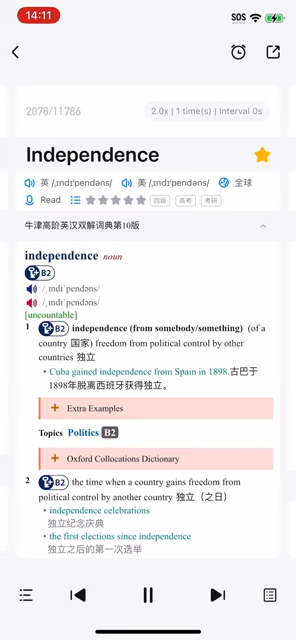 14:11
SOS
2078/11786
2.0x | 1 time(s) | Interval 0s
Independence
英 /ˌɪndɪˈpendəns/ 美 /ˌɪndɪˈpendəns/ 全球
Read 四级 高考 考研
牛津高阶英汉双解词典第10版
independence noun
B2
/ˌɪndɪˈpendəns/
/ˌɪndɪˈpendəns/
[uncountable]
1 B2 independence (from somebody/something) (of a
country 国家) freedom from political control by other
countries 独立
• Cuba gained independence from Spain in 1898.古巴于
1898年脱离西班牙获得独立。
+ Extra Examples
Topics Politics B2
+ Oxford Collocations Dictionary
2 B2 the time when a country gains freedom from
political control by another country 独立（之日）
• independence celebrations
独立纪念庆典
• the first elections since independence
独立之后的第一次选举